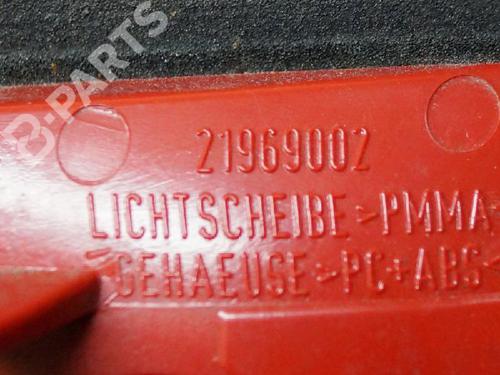 B-PARTS
21969002
LICHTSCHEIBE >PMMA<
GEHAEUSE >PC+ABS<